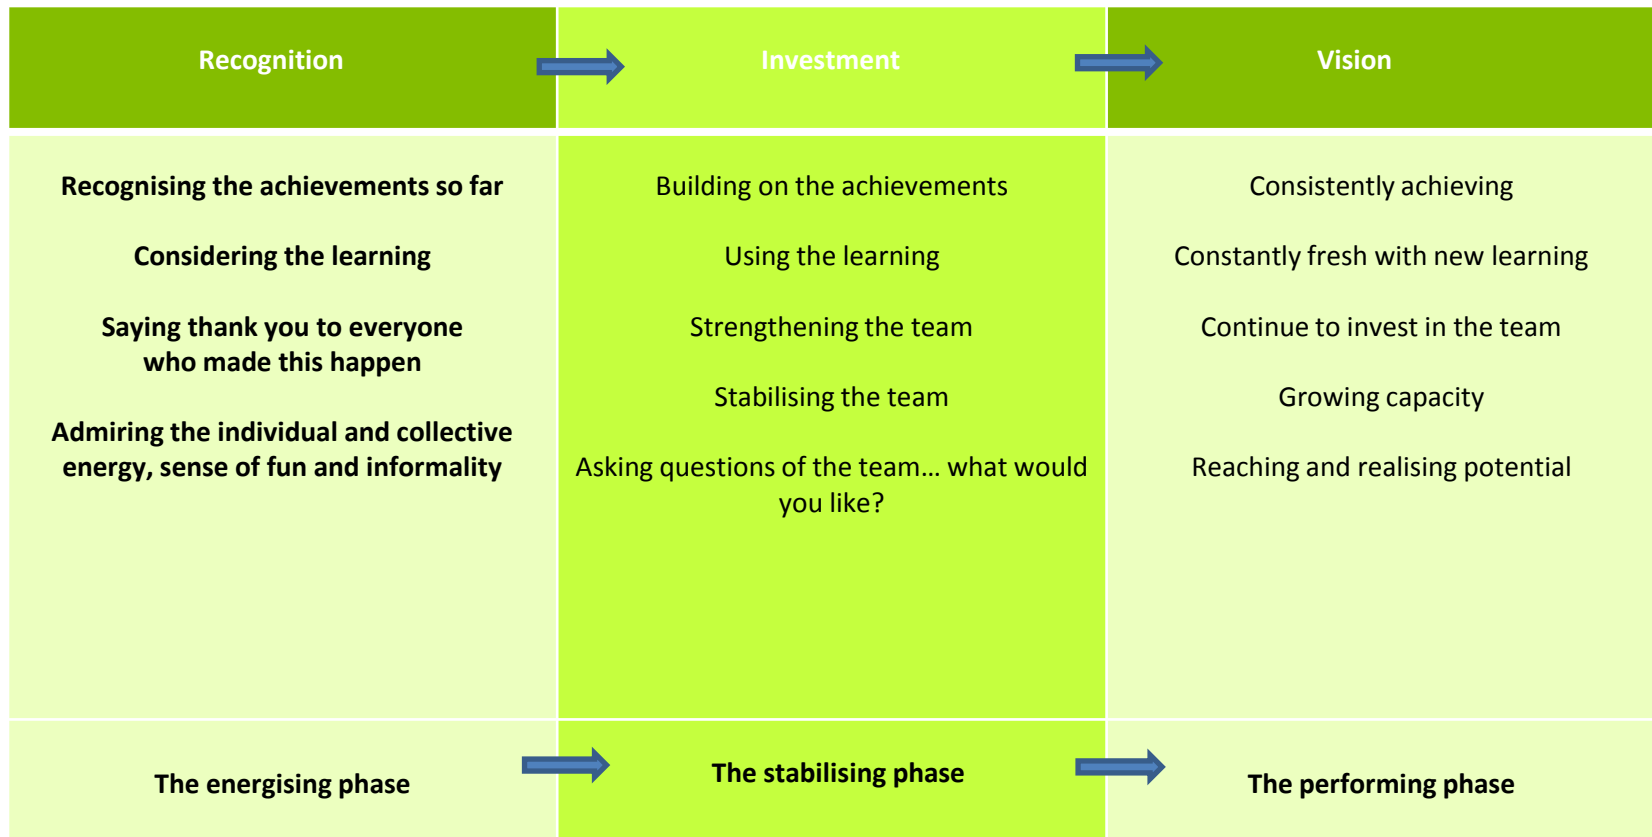 Recognition
Investment
Vision
Recognising the achievements so far
Considering the learning
Saying thank you to everyone
who made this happen
Admiring the individual and collective
energy, sense of fun and informality
Building on the achievements
Using the learning
Strengthening the team
Stabilising the team
Asking questions of the team... what would
you like?
Consistently achieving
Constantly fresh with new learning
Continue to invest in the team
Growing capacity
Reaching and realising potential
The energising phase
The stabilising phase
The performing phase